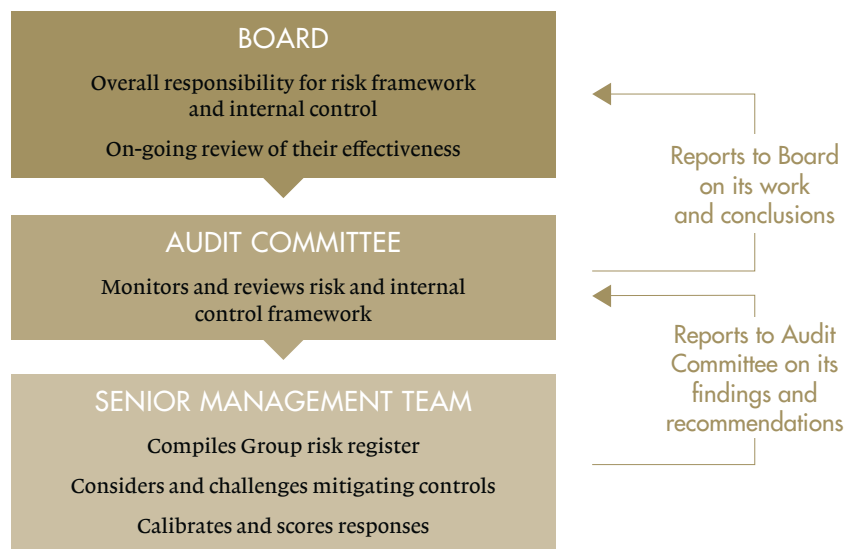 BOARD
Overall responsibility for risk framework
and internal control
On-going review of their effectiveness
Reports to Board
on its work
and conclusions
AUDIT COMMITTEE
Monitors and reviews risk and internal
control framework
Reports to Audit
Committee on its
findings and
recommendations
SENIOR MANAGEMENT TEAM
Compiles Group risk register
Considers and challenges mitigating controls
Calibrates and scores responses